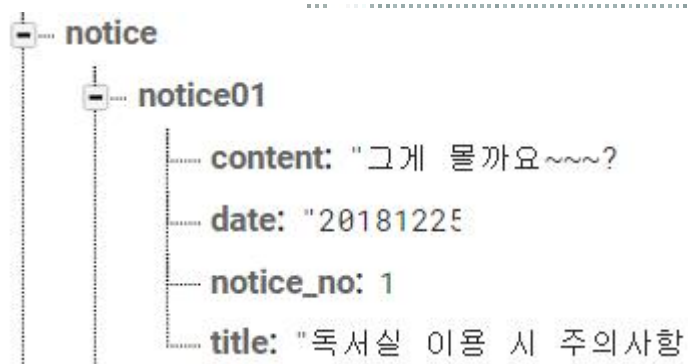 notice
notice01
content: "그게 몰까요~~~?
date: "20181225
notice_no: 1
title: "독서실 이용 시 주의사항